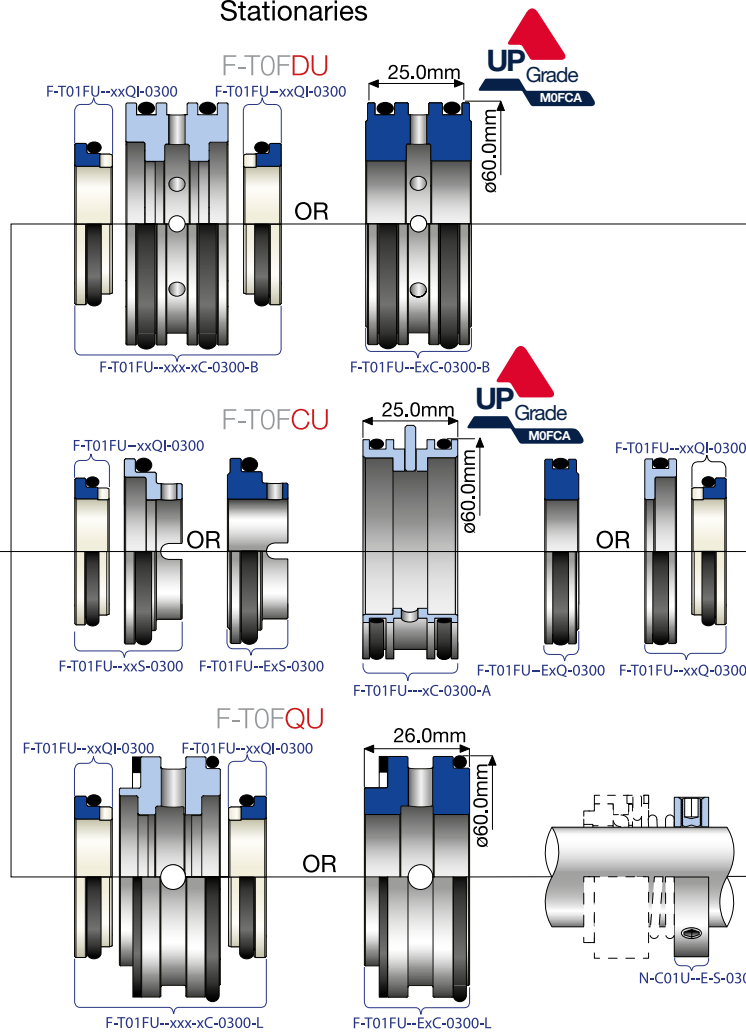 Stationaries
F-T0FDU
UP
Grade
M0FCA
F-T01FU--xxQI-0300
F-T01FU--xxQI-0300
25.0mm
ø60.0mm
OR
F-T01FU--xxx-xC-0300-B
F-T01FU--ExC-0300-B
F-T0FCU
25.0mm
UP
Grade
M0FCA
F-T01FU--xxQI-0300
F-T01FU--xxQI-0300
ø60.0mm
OR
OR
F-T01FU--xxS-0300
F-T01FU--ExS-0300
F-T01FU---xC-0300-A
F-T01FU--ExQ-0300
F-T01FU--xxQ-0300
F-T0FQU
F-T01FU--xxQI-0300
F-T01FU--xxQI-0300
26.0mm
ø60.0mm
OR
N-C01U--E-S-030
F-T01FU--xxx-xC-0300-L
F-T01FU--ExC-0300-L